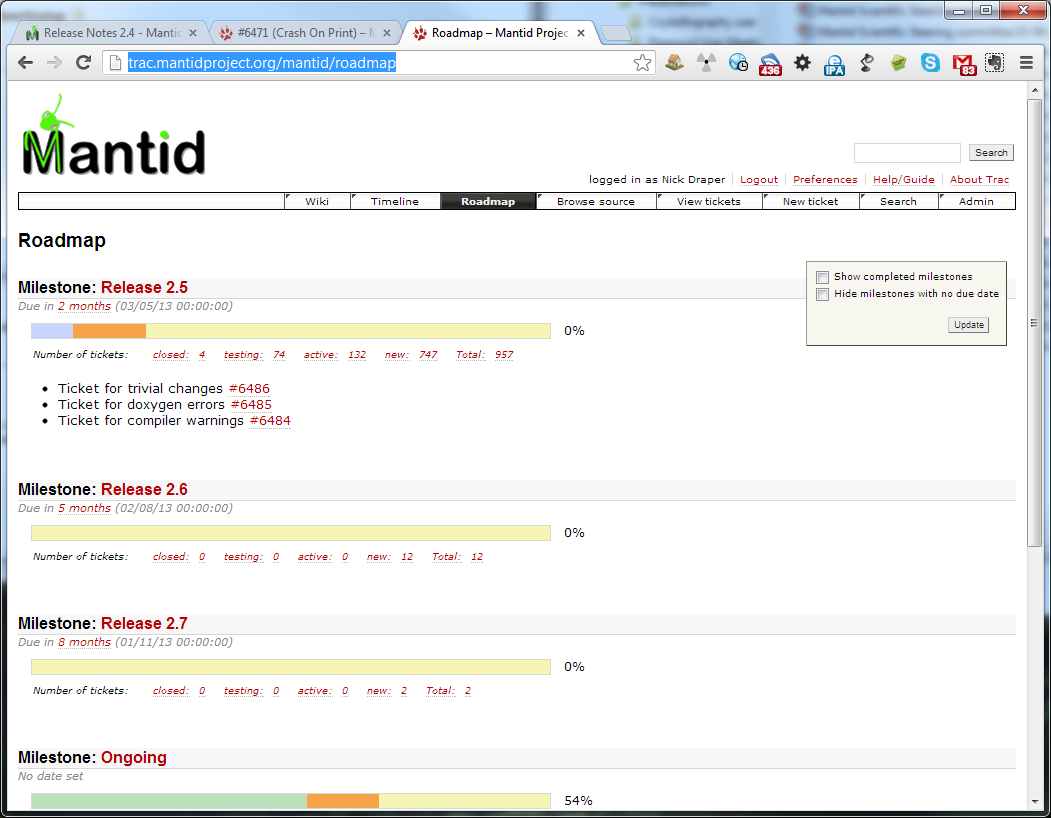 Release Notes 2.4 - Mantid
#6471 (Crash On Print) – M
Roadmap – Mantid Projec
trac.mantidproject.org/mantid/roadmap
436
IPA
83
Mantid
Search
logged in as Nick Draper Logout Preferences Help/Guide About Trac
Wiki Timeline Roadmap Browse source View tickets New ticket Search Admin
Roadmap
Show completed milestones
Hide milestones with no due date
Update
Milestone: Release 2.5
Due in 2 months (03/05/13 00:00:00)
0%
Number of tickets: closed: 4 testing: 74 active: 132 new: 747 Total: 957
• Ticket for trivial changes #6486
• Ticket for doxygen errors #6485
• Ticket for compiler warnings #6484
Milestone: Release 2.6
Due in 5 months (02/08/13 00:00:00)
0%
Number of tickets: closed: 0 testing: 0 active: 0 new: 12 Total: 12
Milestone: Release 2.7
Due in 8 months (01/11/13 00:00:00)
0%
Number of tickets: closed: 0 testing: 0 active: 0 new: 2 Total: 2
Milestone: Ongoing
No date set
54%